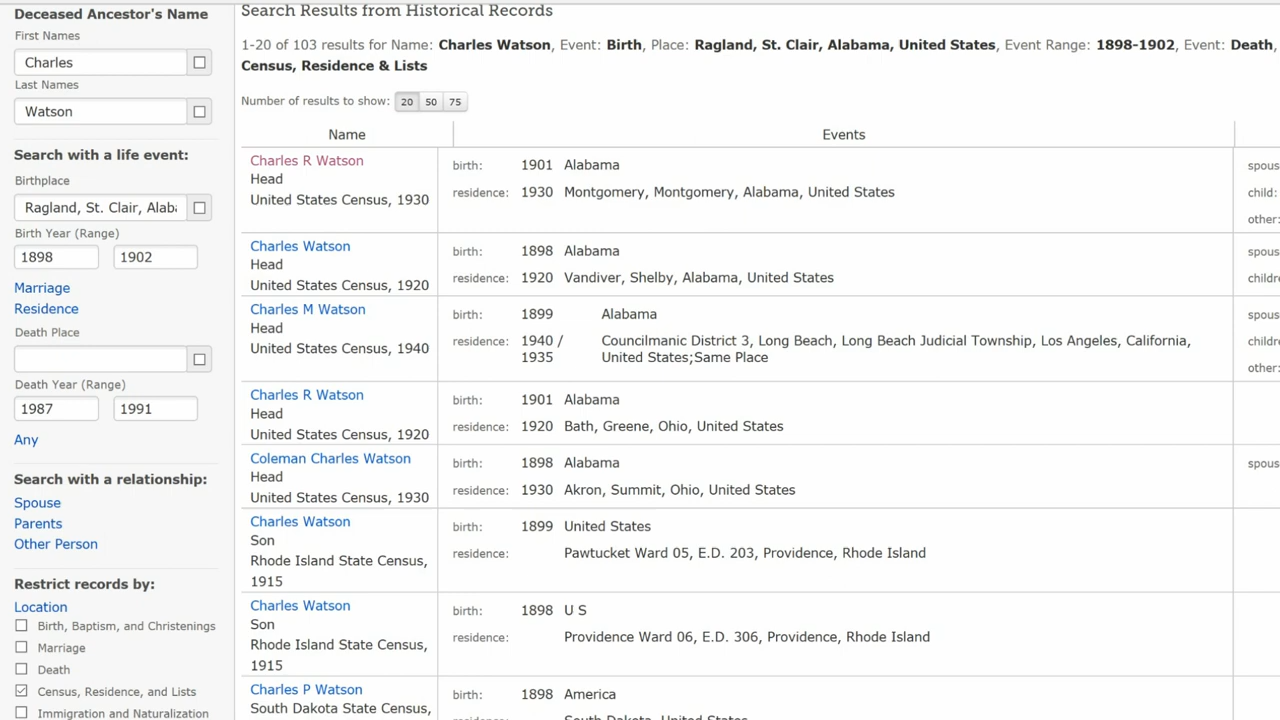 Deceased Ancestor's Name
First Names
Charles
Last Names
Watson
Search with a life event:
Birthplace
Ragland, St. Clair, Alab
Birth Year (Range)
1898 1902
Marriage
Residence
Death Place
Death Year (Range)
1987 1991
Any
Search with a relationship:
Spouse
Parents
Other Person
Restrict records by:
Location
Birth, Baptism, and Christenings
Marriage
Death
Census, Residence, and Lists
Immigration and Naturalization
Search Results from Historical Records
1-20 of 103 results for Name: Charles Watson, Event: Birth, Place: Ragland, St. Clair, Alabama, United States, Event Range: 1898-1902, Event: Death,
Census, Residence & Lists
Number of results to show: 20 50 75
Name Events
Charles R Watson
Head
United States Census, 1930
birth: 1901 Alabama
residence: 1930 Montgomery, Montgomery, Alabama, United States
spous
child:
other:
Charles Watson
Head
United States Census, 1920
birth: 1898 Alabama
residence: 1920 Vandiver, Shelby, Alabama, United States
spous
childre
Charles M Watson
Head
United States Census, 1940
birth: 1899 Alabama
residence: 1940 / 1935 Councilmanic District 3, Long Beach, Long Beach Judicial Township, Los Angeles, California,
United States;Same Place
spous
childre
other:
Charles R Watson
Head
United States Census, 1920
birth: 1901 Alabama
residence: 1920 Bath, Greene, Ohio, United States
Coleman Charles Watson
Head
United States Census, 1930
birth: 1898 Alabama
residence: 1930 Akron, Summit, Ohio, United States
spous
Charles Watson
Son
Rhode Island State Census,
1915
birth: 1899 United States
residence: Pawtucket Ward 05, E.D. 203, Providence, Rhode Island
Charles Watson
Son
Rhode Island State Census,
1915
birth: 1898 U S
residence: Providence Ward 06, E.D. 306, Providence, Rhode Island
Charles P Watson
South Dakota State Census,
birth: 1898 America
South Dakota, United States